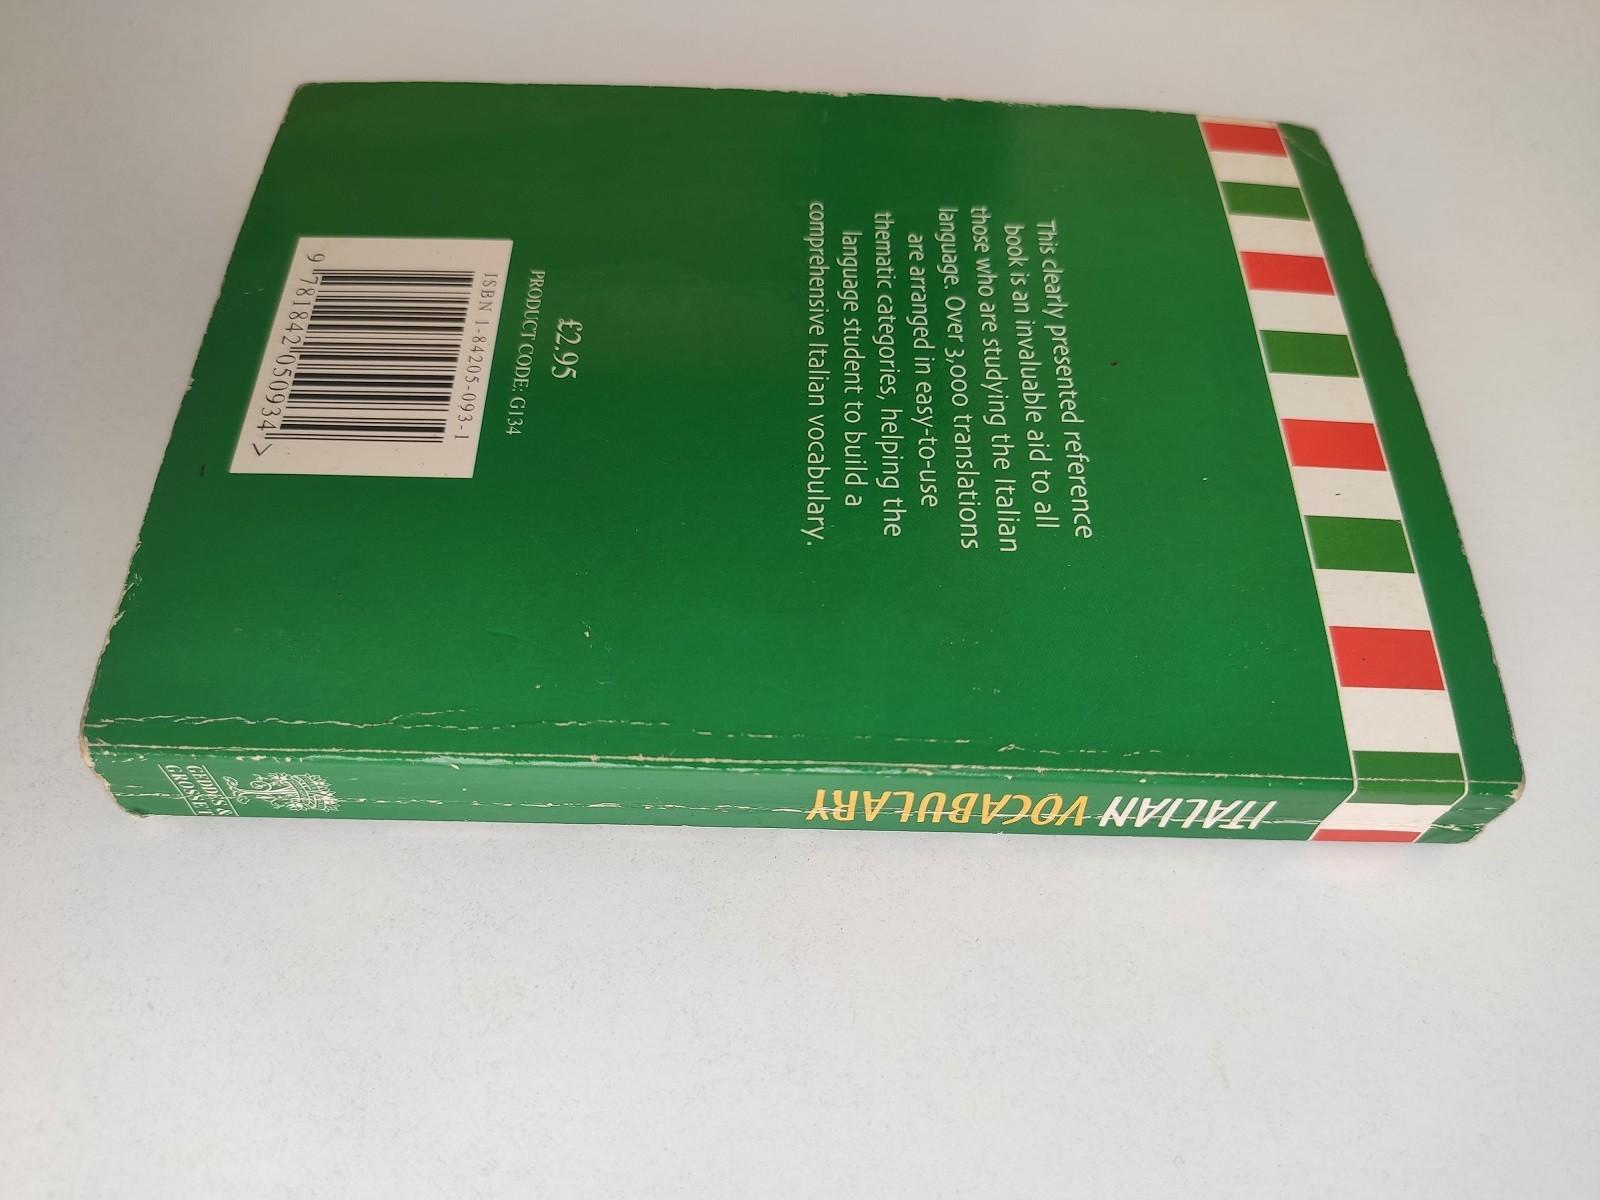 This clearly presented reference
book is an invaluable aid to all
those who are studying the Italian
language. Over 3,000 translations
are arranged in easy-to-use
thematic categories, helping the
language student to build a
comprehensive Italian vocabulary.
£2.95
PRODUCT CODE: G134
ISBN 1-84205-093-1
9 781842 050934 >
ITALIAN VOCABULARY
GEDDES &
GROSSET